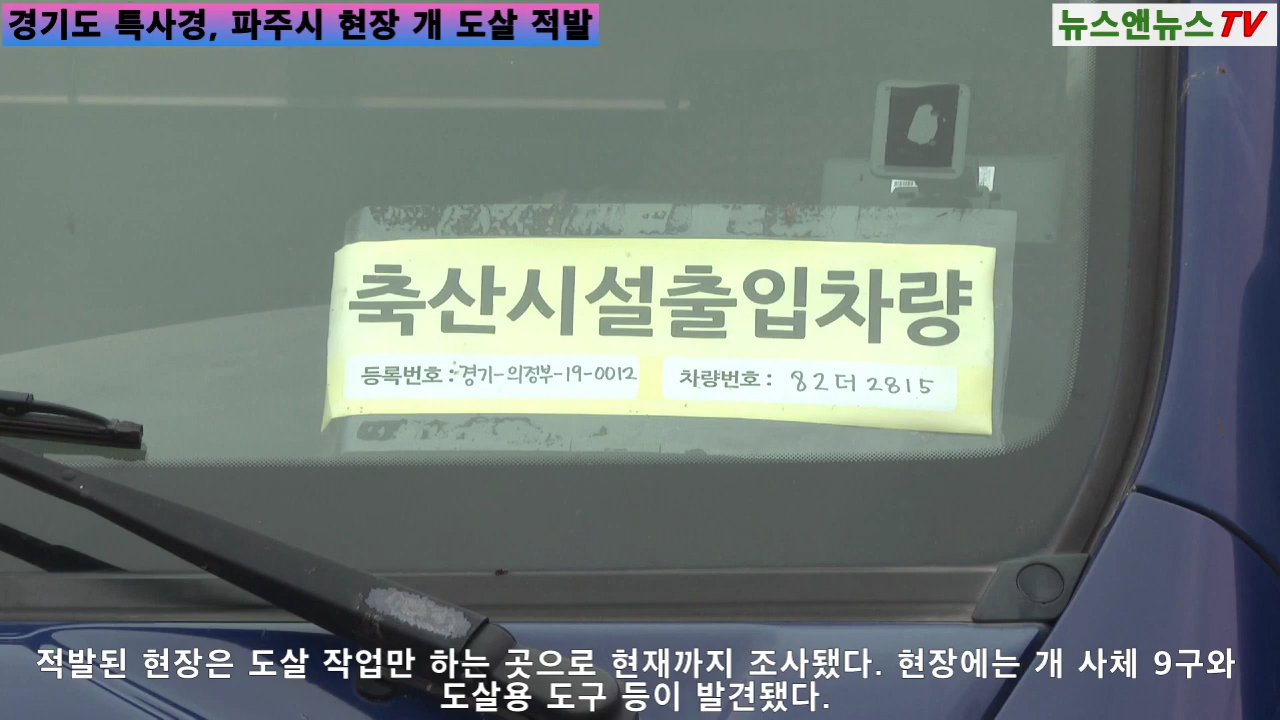 경기도 특사경, 파주시 현장 개 도살 적발
뉴스앤뉴스TV
축산시설출입차량
등록번호 : 경기-의정부-19-0012
차량번호 : 82더 2815
적발된 현장은 도살 작업만 하는 곳으로 현재까지 조사됐다. 현장에는 개 사체 9구와
도살용 도구 등이 발견됐다.